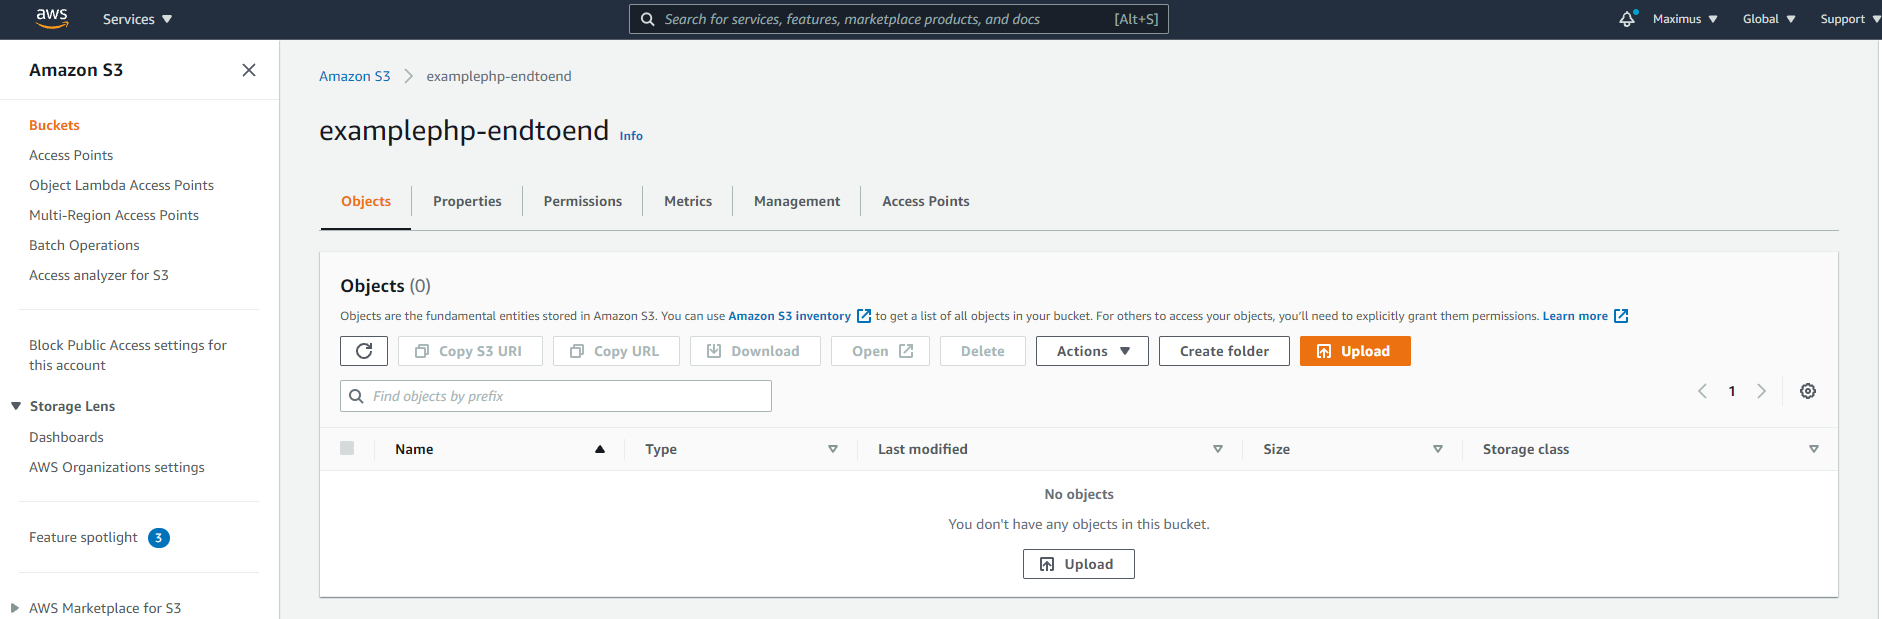 aws
Services
Search for services, features, marketplace products, and docs [Alt+S]
Maximus
Global
Support
Amazon S3
Buckets
Access Points
Object Lambda Access Points
Multi-Region Access Points
Batch Operations
Access analyzer for S3
Block Public Access settings for
this account
Storage Lens
Dashboards
AWS Organizations settings
Feature spotlight 3
AWS Marketplace for S3
Amazon S3 examplephp-endtoend
examplephp-endtoend Info
Objects Properties Permissions Metrics Management Access Points
Objects (0)
Objects are the fundamental entities stored in Amazon S3. You can use Amazon S3 inventory to get a list of all objects in your bucket. For others to access your objects, you'll need to explicitly grant them permissions. Learn more
Copy S3 URI Copy URL Download Open Delete Actions Create folder Upload
Find objects by prefix
1
Name Type Last modified Size Storage class
No objects
You don't have any objects in this bucket.
Upload